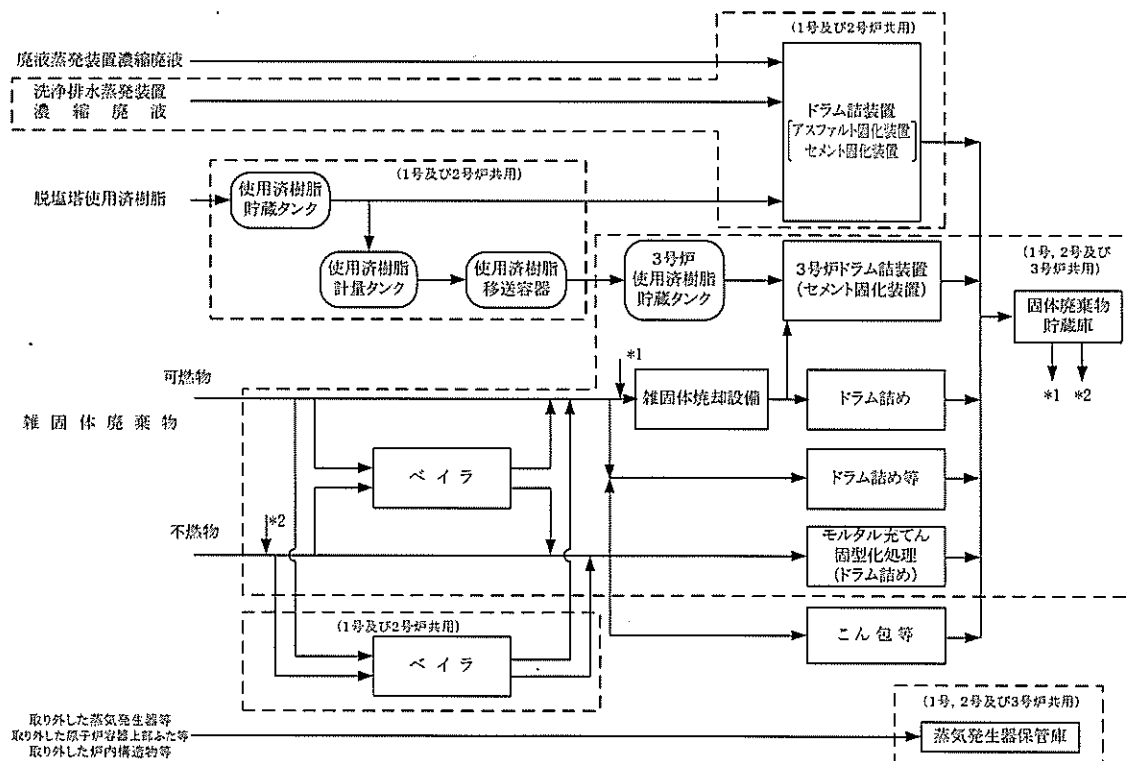 (1号及び2号炉共用)
廃液蒸発装置濃縮廃液
洗浄排水蒸発装置
濃縮廃液
ドラム詰装置
アスファルト固化装置
セメント固化装置
(1号及び2号炉共用)
脱塩塔使用済樹脂
使用済樹脂
貯蔵タンク
使用済樹脂
計量タンク
使用済樹脂
移送容器
3号炉
使用済樹脂
貯蔵タンク
3号炉ドラム詰装置
(セメント固化装置)
(1号, 2号及び
3号炉共用)
固体廃棄物
貯蔵庫
*1
*2
可燃物
*1
雑固体焼却設備
ドラム詰め
雑固体廃棄物
ベイラ
ドラム詰め等
不燃物
*2
モルタル充てん
固型化処理
(ドラム詰め)
(1号及び2号炉共用)
ベイラ
こん包等
取り外した蒸気発生器等
取り外した原子炉容器上部ふた等
取り外した炉内構造物等
(1号, 2号及び3号炉共用)
蒸気発生器保管庫